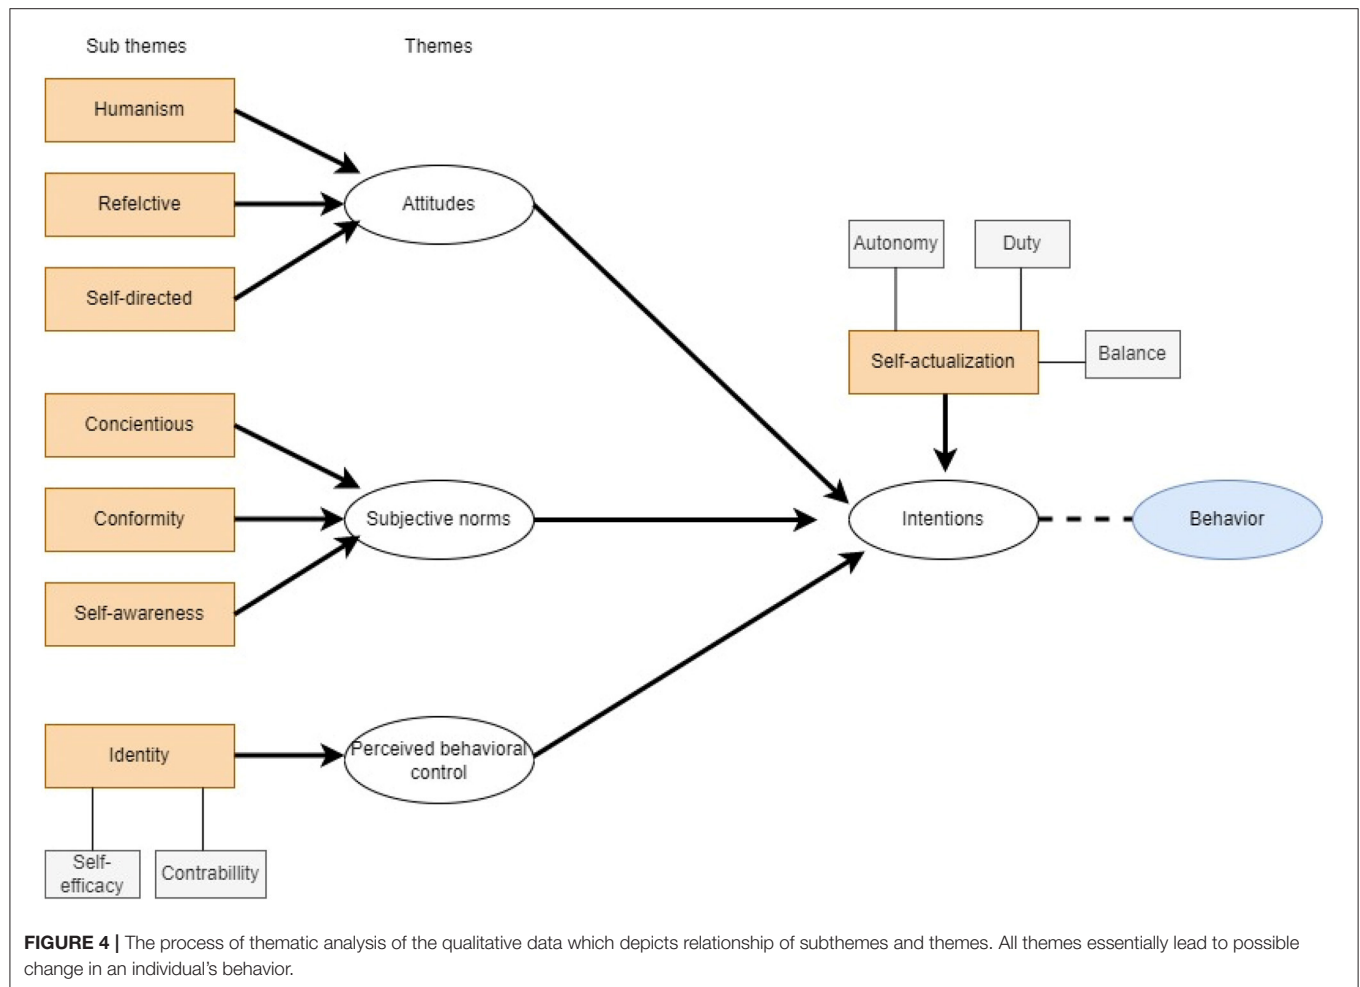 Sub themes
Themes
Humanism
Refelctive
Self-directed
Attitudes
Autonomy
Duty
Self-actualization
Balance
Concientious
Conformity
Self-awareness
Subjective norms
Intentions
Behavior
Identity
Perceived behavioral
control
Self-
efficacy
Contrabillity
FIGURE 4 | The process of thematic analysis of the qualitative data which depicts relationship of subthemes and themes. All themes essentially lead to possible
change in an individual's behavior.